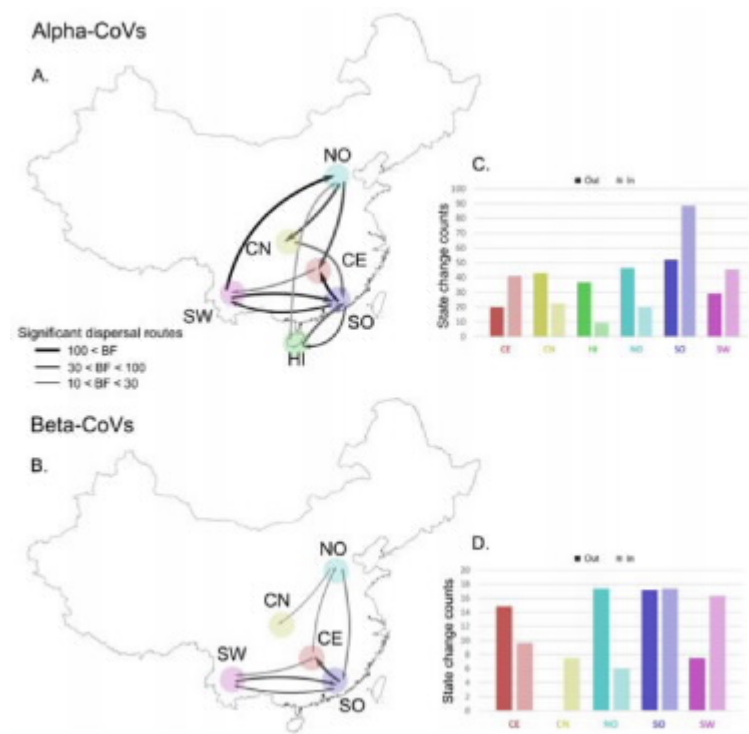 Alpha-CoVs
A.
NO
CN
CE
SW
SO
HI
Significant dispersal routes
100 < BF
30 < BF < 100
10 < BF < 30
C.
Out In
State change counts
100
90
80
70
60
50
40
30
20
10
0
CE CN HI NO SO SW
Beta-CoVs
B.
NO
CN
CE
SW
SO
D.
Out In
State change counts
20
18
16
14
12
10
8
6
4
2
0
CE CN NO SO SW